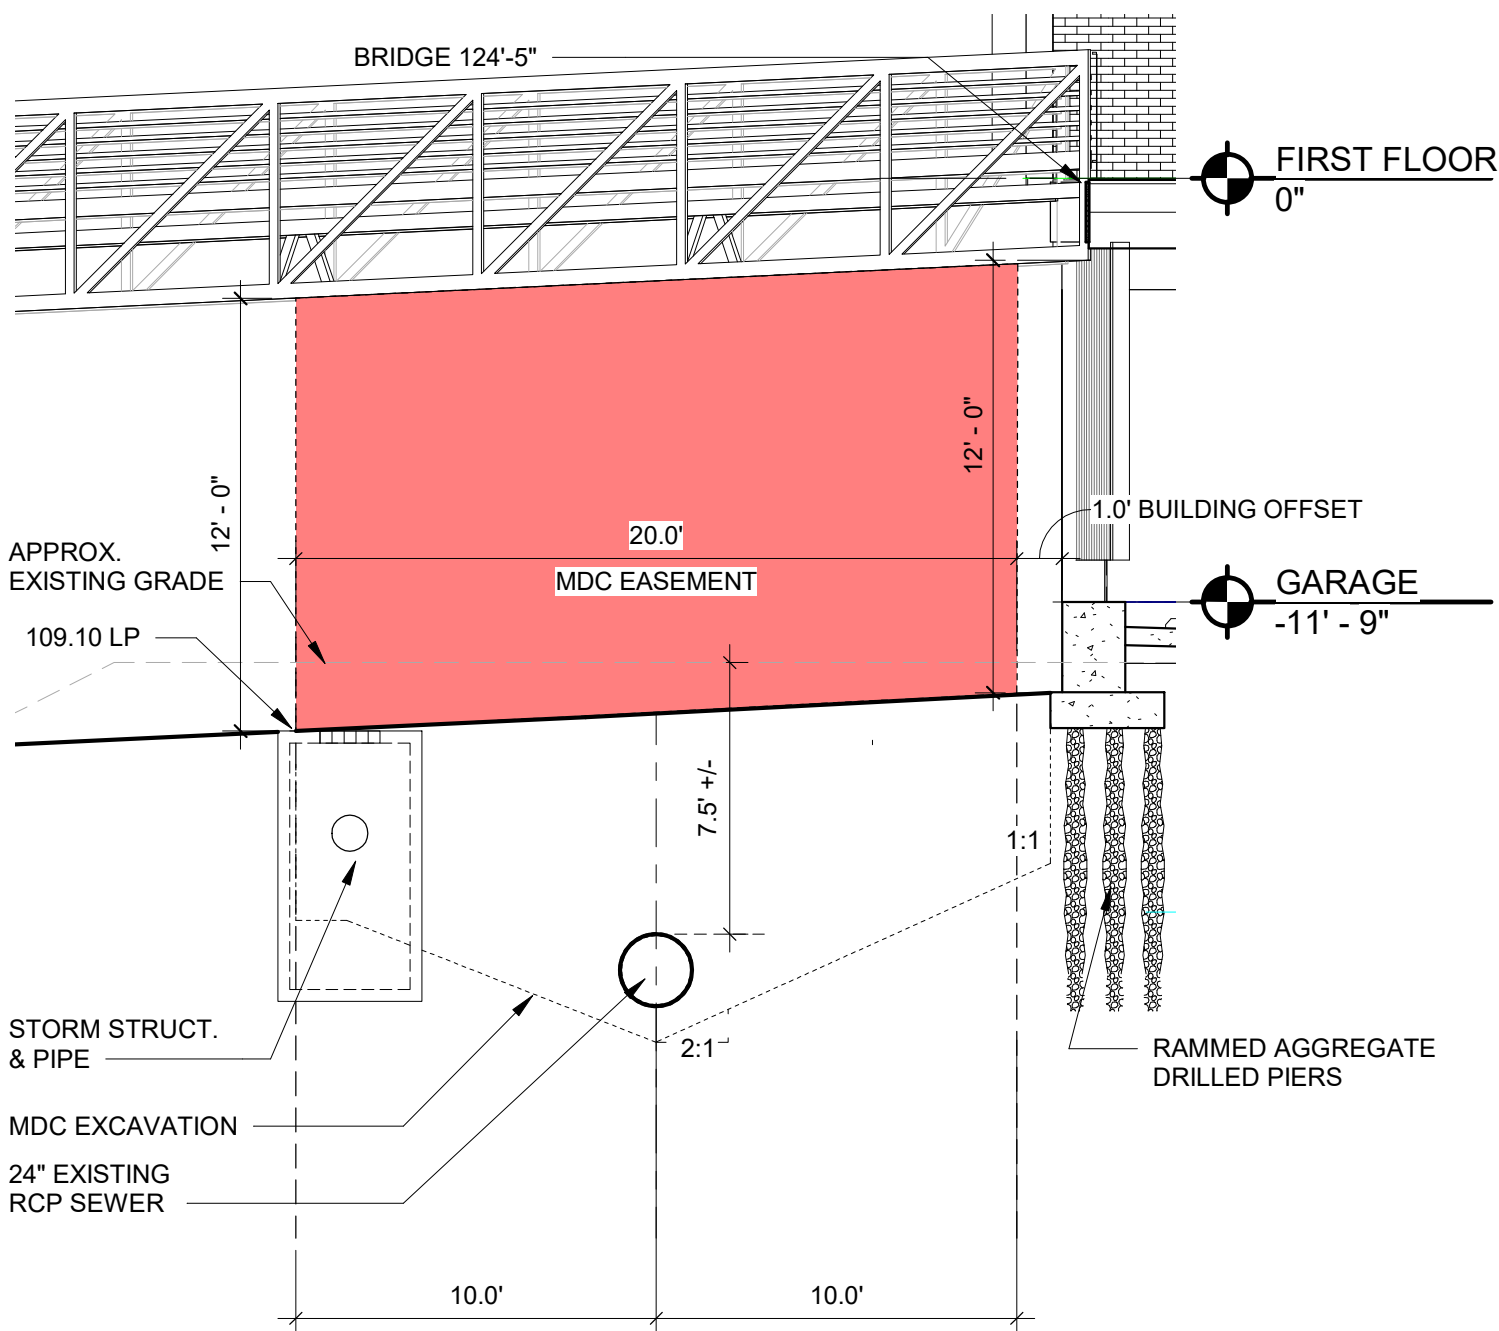 BRIDGE 124'-5"
FIRST FLOOR
0"
12' - 0"
12' - 0"
1.0' BUILDING OFFSET
20.0'
MDC EASEMENT
APPROX.
EXISTING GRADE
GARAGE
-11' - 9"
109.10 LP
7.5' +/-
1:1
2:1
STORM STRUCT.
& PIPE
RAMMED AGGREGATE
DRILLED PIERS
MDC EXCAVATION
24" EXISTING
RCP SEWER
10.0'
10.0'